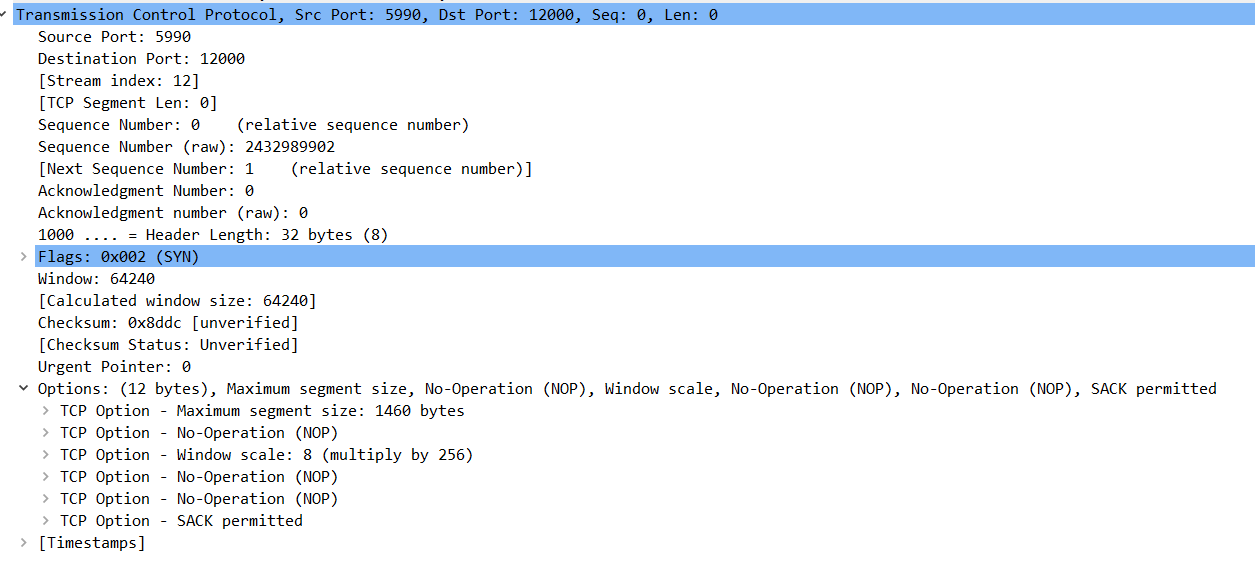 Transmission Control Protocol, Src Port: 5990, Dst Port: 12000, Seq: 0, Len: 0
Source Port: 5990
Destination Port: 12000
[Stream index: 12]
[TCP Segment Len: 0]
Sequence Number: 0    (relative sequence number)
Sequence Number (raw): 2432989902
[Next Sequence Number: 1    (relative sequence number)]
Acknowledgment Number: 0
Acknowledgment number (raw): 0
1000 .... = Header Length: 32 bytes (8)
Flags: 0x002 (SYN)
Window: 64240
[Calculated window size: 64240]
Checksum: 0x8ddc [unverified]
[Checksum Status: Unverified]
Urgent Pointer: 0
Options: (12 bytes), Maximum segment size, No-Operation (NOP), Window scale, No-Operation (NOP), No-Operation (NOP), SACK permitted
TCP Option - Maximum segment size: 1460 bytes
TCP Option - No-Operation (NOP)
TCP Option - Window scale: 8 (multiply by 256)
TCP Option - No-Operation (NOP)
TCP Option - No-Operation (NOP)
TCP Option - SACK permitted
[Timestamps]